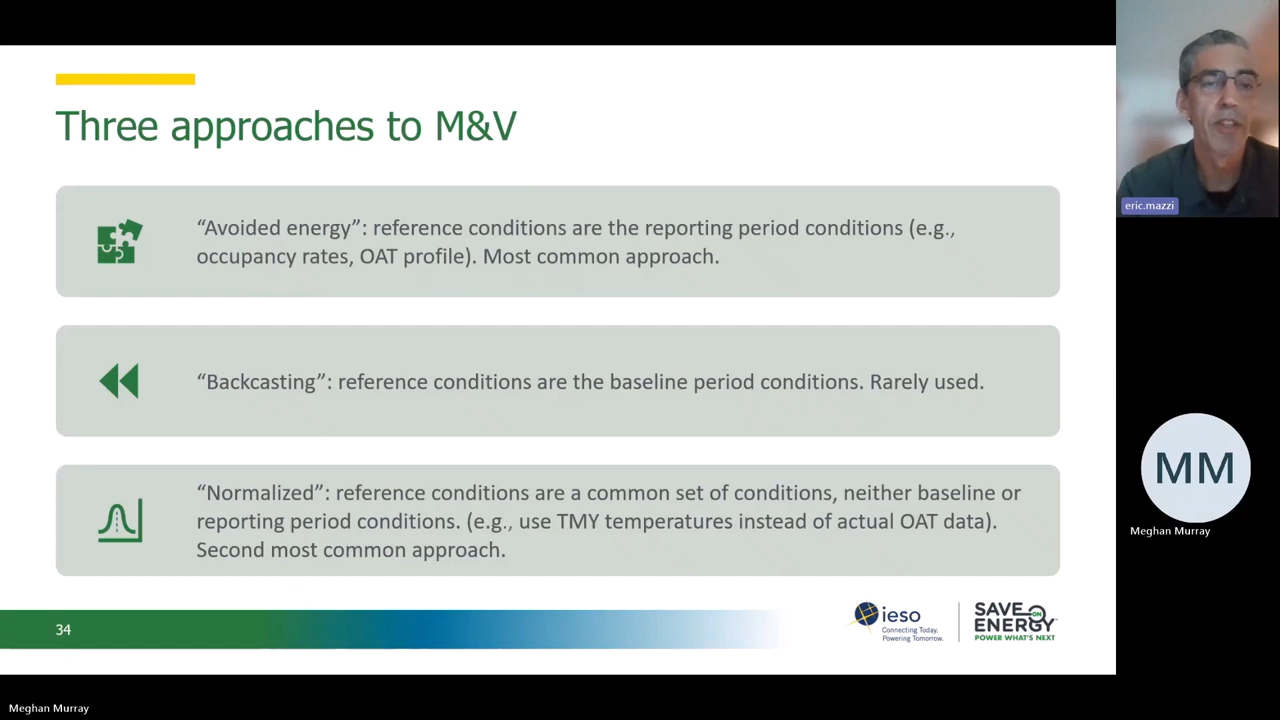 Three approaches to M&V
“Avoided energy”: reference conditions are the reporting period conditions (e.g.,
occupancy rates, OAT profile). Most common approach.
“Backcasting”: reference conditions are the baseline period conditions. Rarely used.
“Normalized”: reference conditions are a common set of conditions, neither baseline or
reporting period conditions. (e.g., use TMY temperatures instead of actual OAT data).
Second most common approach.
34
ieso
Connecting Today.
Powering Tomorrow.
SAVE ON
ENERGY
POWER WHAT'S NEXT
eric.mazzi
MM
Meghan Murray
Meghan Murray